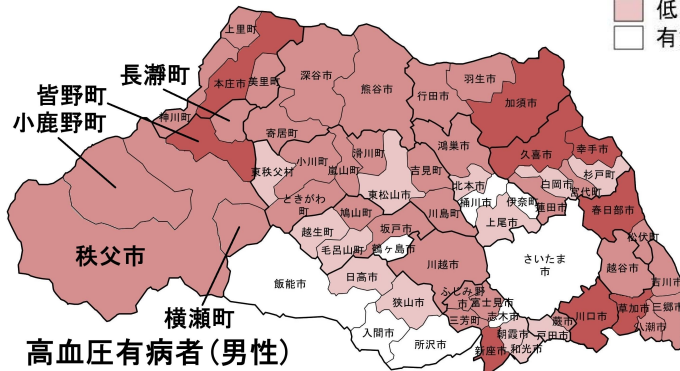 低
有
上里町
本庄市
美里町
深谷市
熊谷市
行田市
羽生市
加須市
長瀞町
皆野町
小鹿野町
神川町
寄居町
東秩父村
小川町
嵐山町
滑川町
東松山市
吉見町
鴻巣市
北本市
桶川市
伊奈町
上尾市
蓮田市
白岡市
宮代町
久喜市
幸手市
杉戸町
春日部市
松伏町
ときがわ
町
鳩山町
川島町
越生町
毛呂山町
坂戸市
鶴ヶ島市
川越市
さいたま
市
越谷市
吉川市
三郷市
八潮市
草加市
川口市
蕨市
戸田市
秩父市
横瀬町
飯能市
日高市
狭山市
入間市
所沢市
ふじみ野
市
富士見市
三芳町
志木市
朝霞市
和光市
新座市
高血圧有病者（男性）